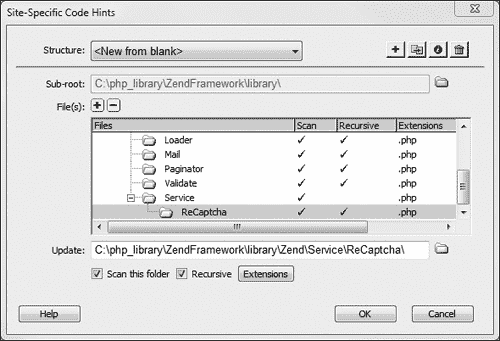 Site-Specific Code Hints
Structure: <New from blank>
Sub-root: C:\php_library\ZendFramework\library\
File(s):
Files Scan Recursive Extensions
Loader .php
Mail .php
Paginator .php
Validate .php
Service .php
ReCaptcha .php
Update: C:\php_library\ZendFramework\library\Zend\Service\ReCaptcha\
Scan this folder Recursive Extensions
Help OK Cancel